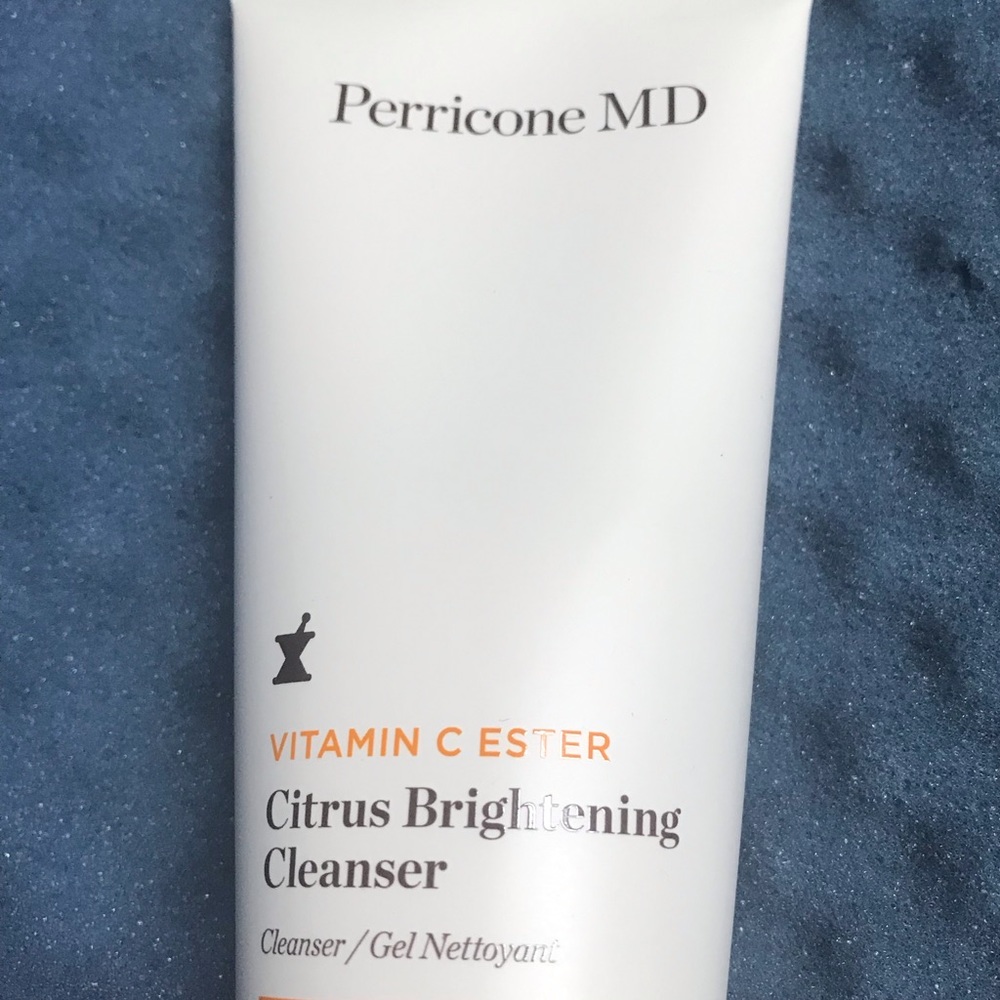 Perricone MD
VITAMIN C ESTER
Citrus Brightening
Cleanser
Cleanser / Gel Nettoyant